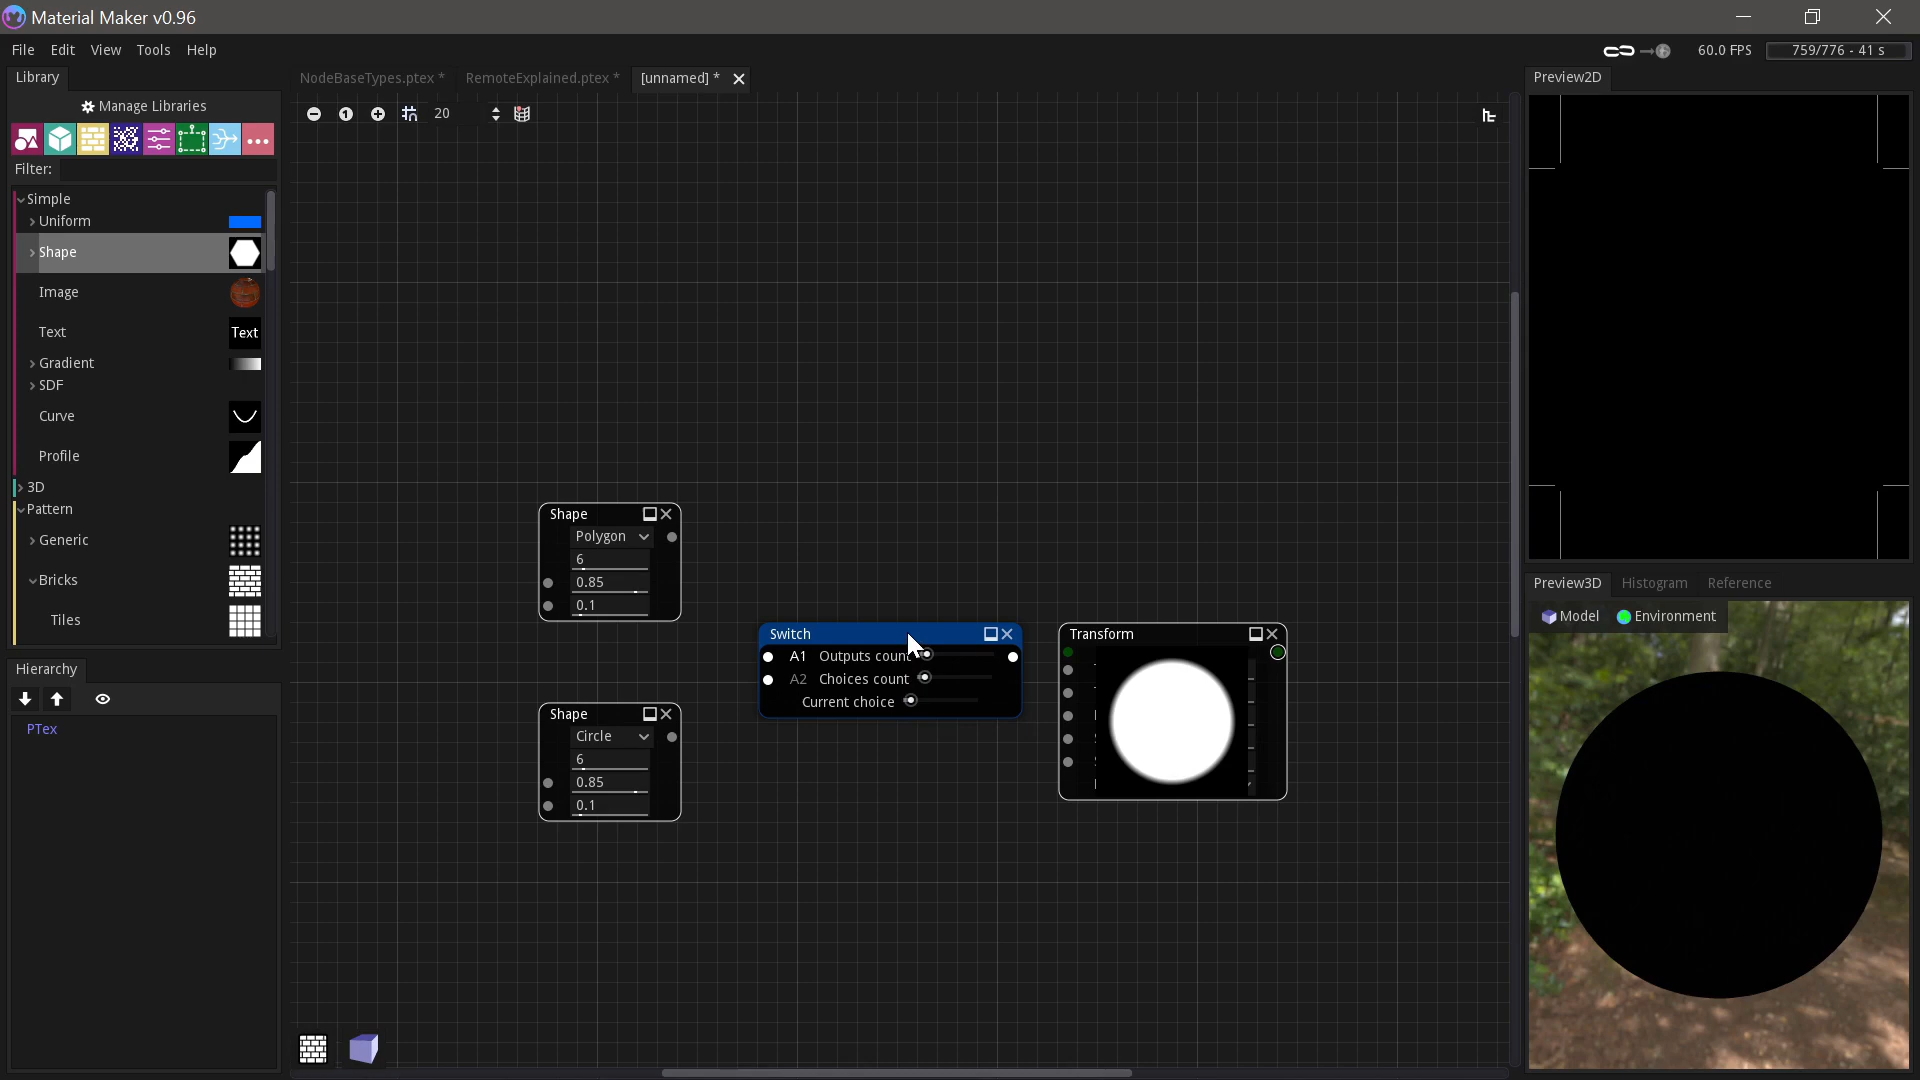 Material Maker v0.96
File Edit View Tools Help
60.0 FPS 759/776 - 41 s
Library
Manage Libraries
Filter:
Simple
Uniform
Shape
Image
Text
Text
Gradient
SDF
Curve
Profile
3D
Pattern
Generic
Bricks
Tiles
Hierarchy
PTex
NodeBaseTypes.ptex * RemoteExplained.ptex * [unnamed] *
1 20
Shape
Polygon
6
0.85
0.1
Shape
Circle
6
0.85
0.1
Switch
A1 Outputs count
A2 Choices count
Current choice
Transform
Preview2D
Preview3D Histogram Reference
Model Environment